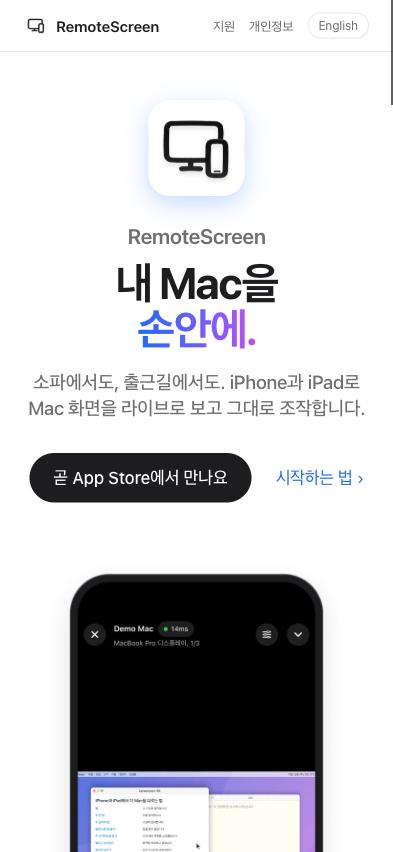 RemoteScreen
지원
개인정보
English
RemoteScreen
내 Mac을
손안에.
소파에서도, 출근길에서도. iPhone과 iPad로
Mac 화면을 라이브로 보고 그대로 조작합니다.
곧 App Store에서 만나요
시작하는 법 ›
Demo Mac
14ms
MacBook Pro 디스플레이, 1/3